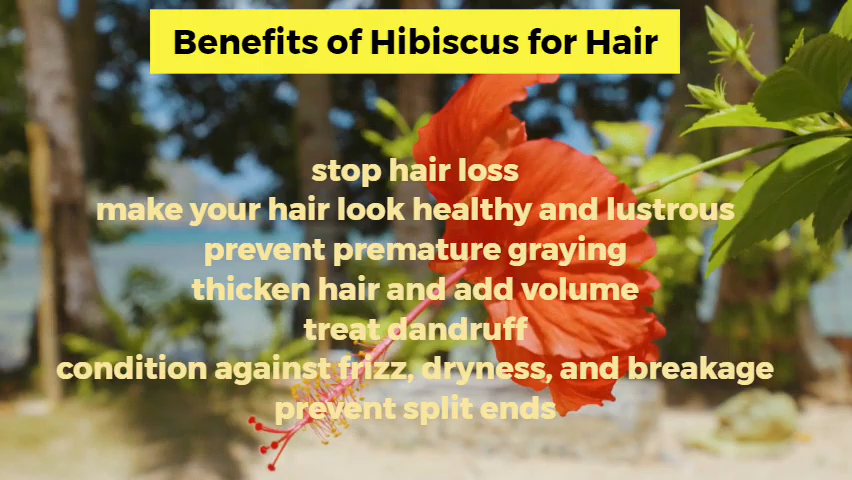 Benefits of Hibiscus for Hair
stop hair loss
make your hair look healthy and lustrous
prevent premature graying
thicken hair and add volume
treat dandruff
condition against frizz, dryness, and breakage
prevent split ends